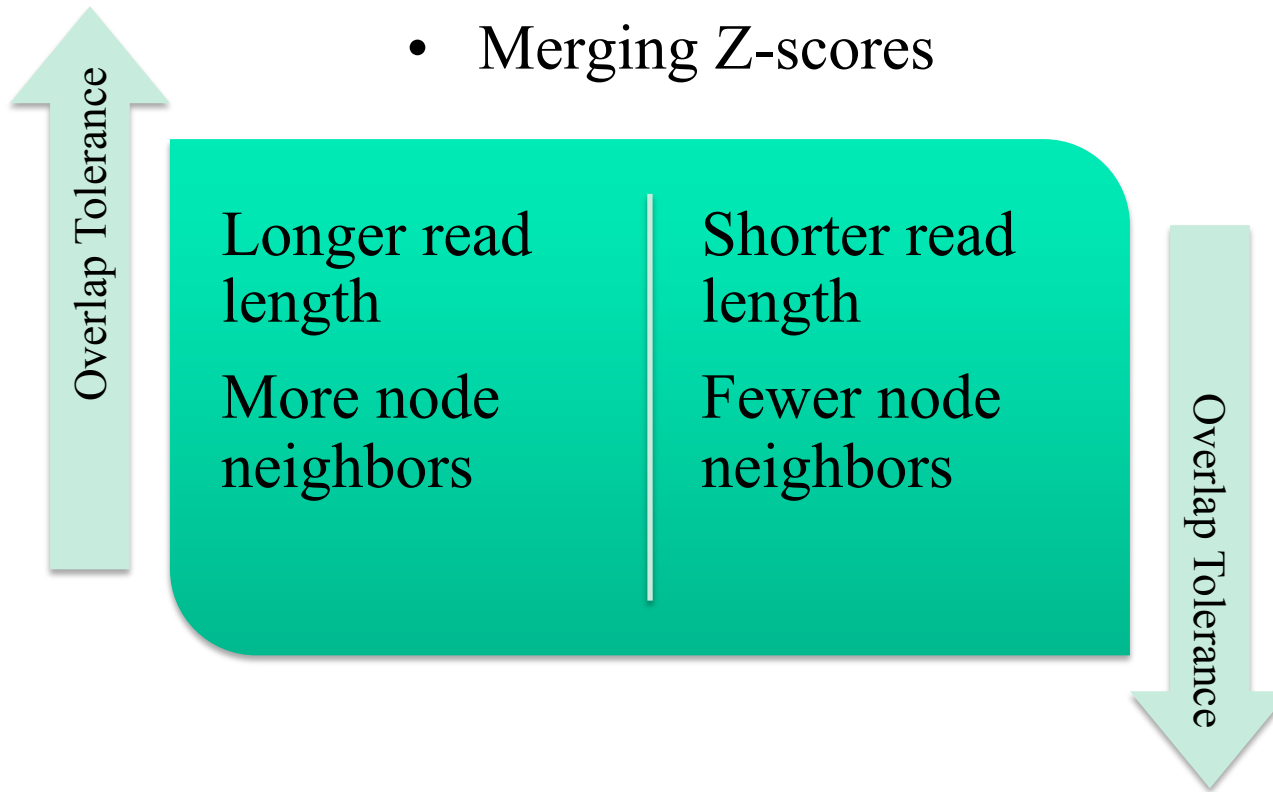 • Merging Z-scores
Overlap Tolerance
Longer read
length
More node
neighbors
Shorter read
length
Fewer node
neighbors
Overlap Tolerance